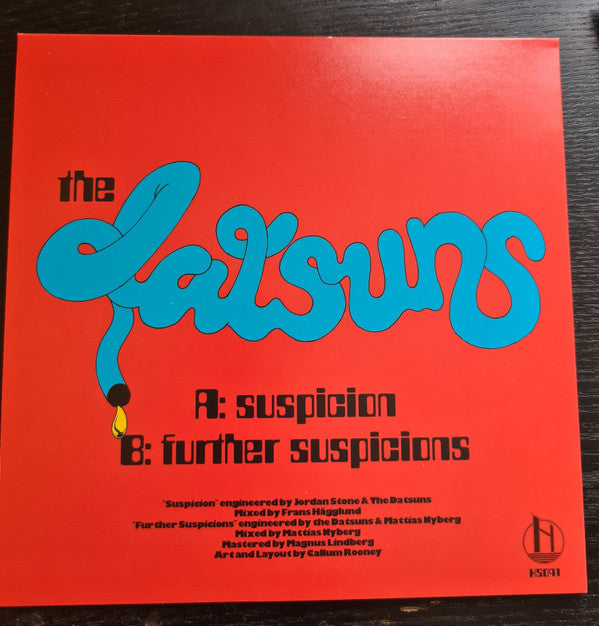 the
datsuns
A: suspicion
B: further suspicions
"Suspicion" engineered by Jordan Stone & The Datsuns
Mixed by Frans Hägglund
"Further Suspicions" engineered by the Datsuns & Mattias Nyberg
Mixed by Mattias Nyberg
Mastered by Magnus Lindberg
Art and Layout by Callum Rooney